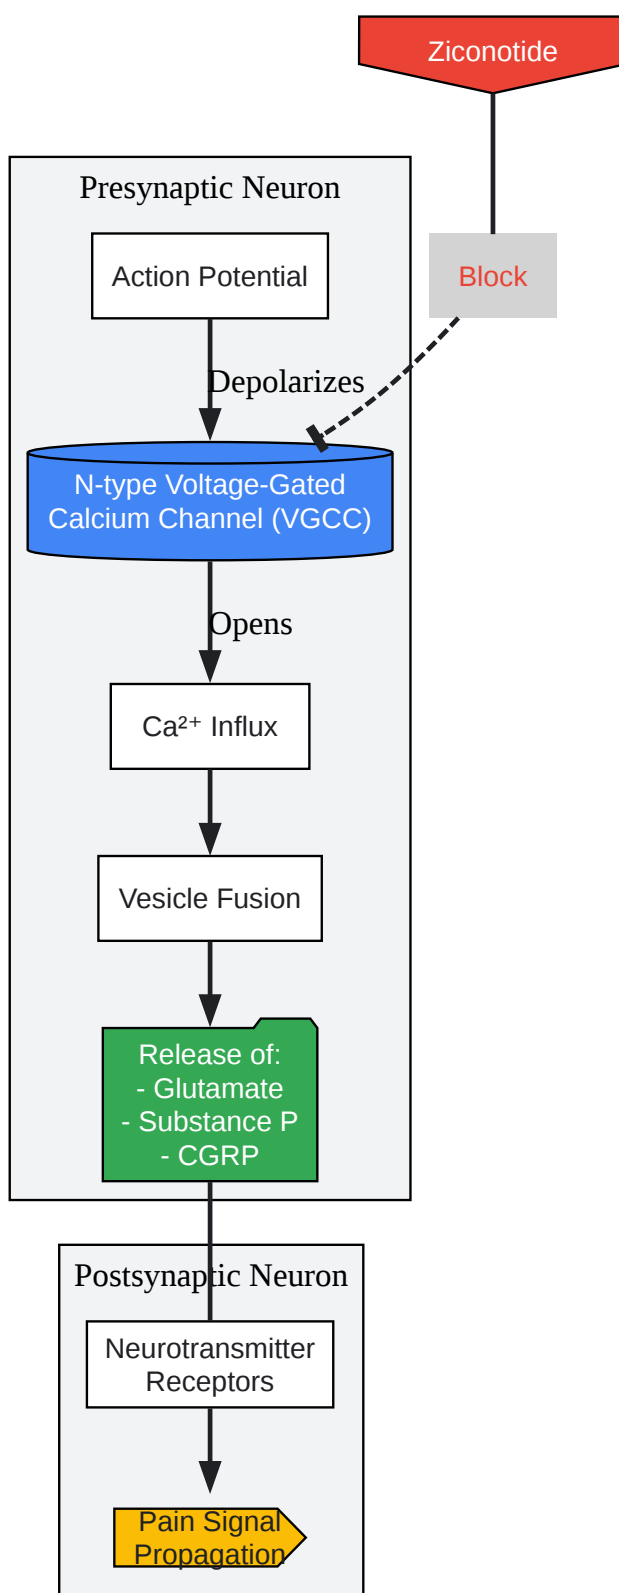 Ziconotide
Presynaptic Neuron
Action Potential
Block
Depolarizes
N-type Voltage-Gated
Calcium Channel (VGCC)
Opens
Ca²⁺ Influx
Vesicle Fusion
Release of:
- Glutamate
- Substance P
- CGRP
Postsynaptic Neuron
Neurotransmitter
Receptors
Pain Signal
Propagation